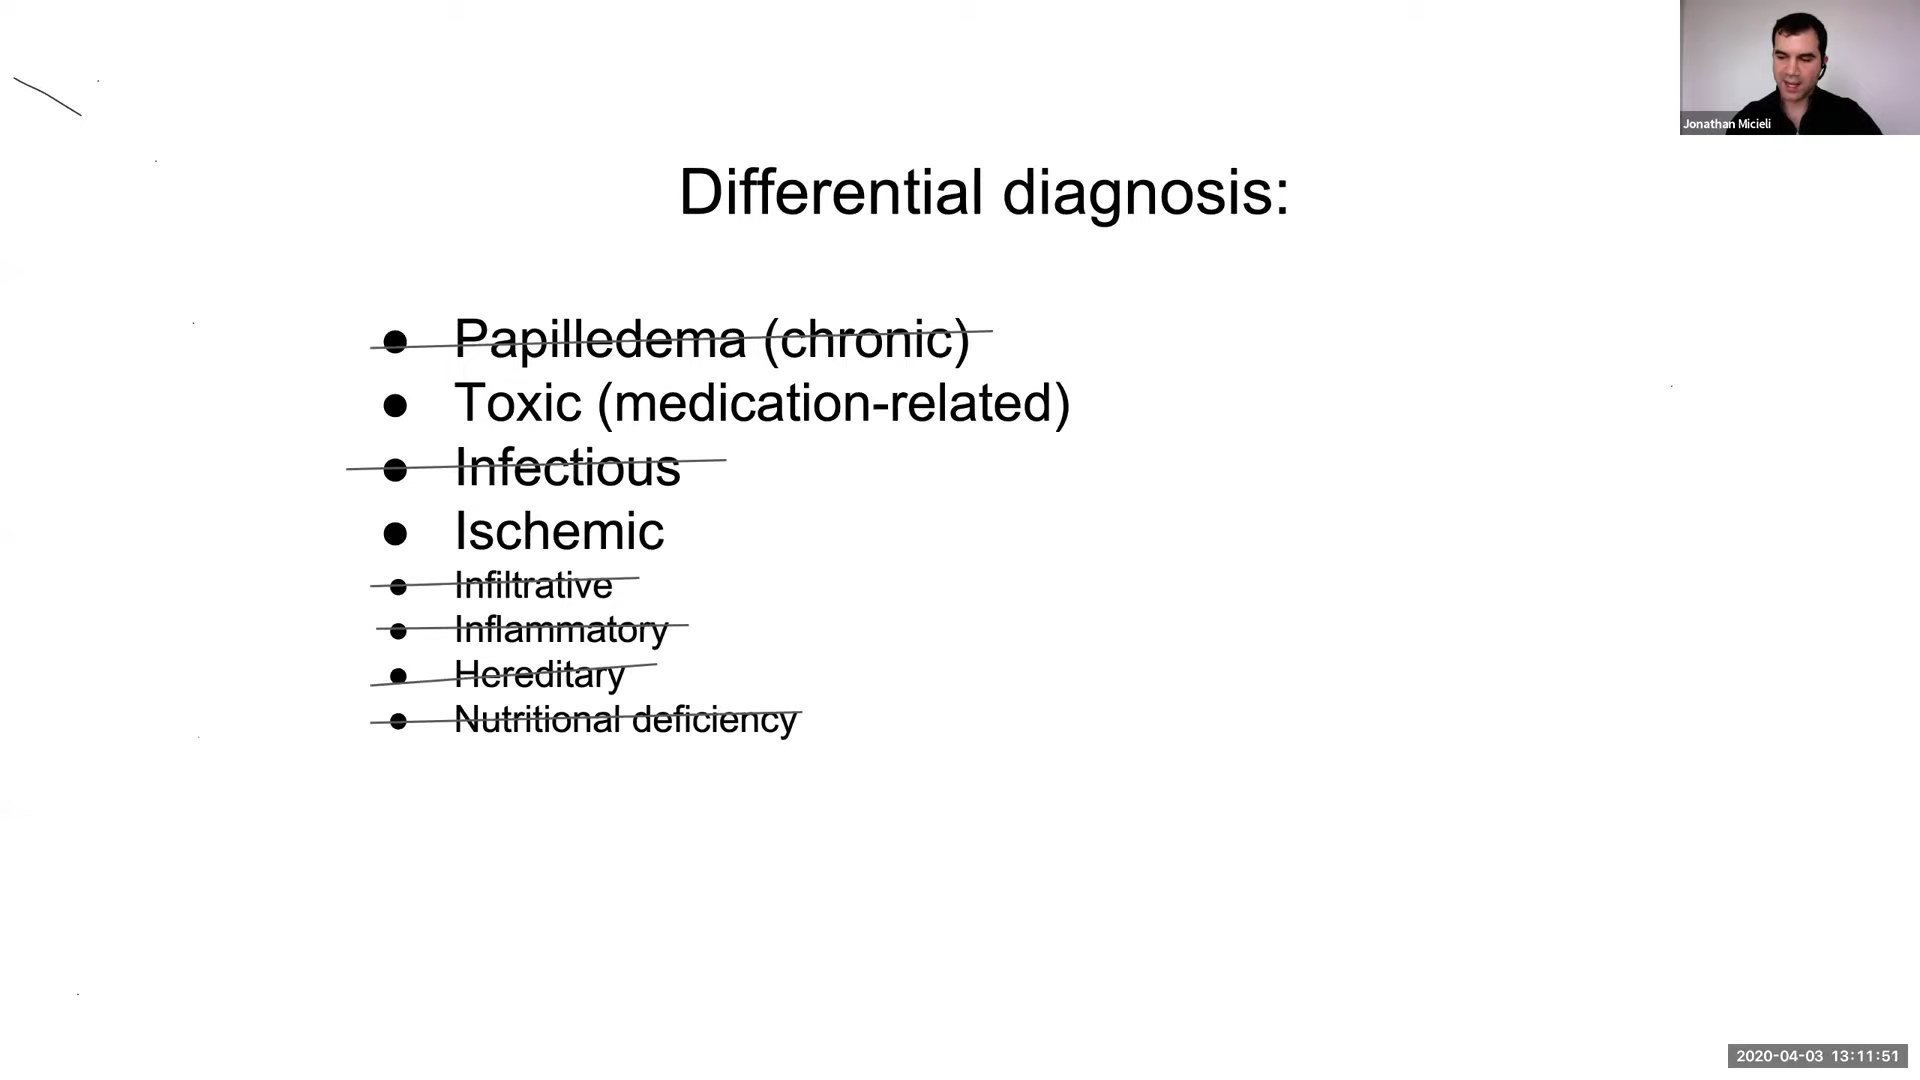 Jonathan Micieli
Differential diagnosis:
● Papilledema (chronic)
● Toxic (medication-related)
● Infectious
● Ischemic
● Infiltrative
● Inflammatory
● Hereditary
● Nutritional deficiency
2020-04-03 13:11:51